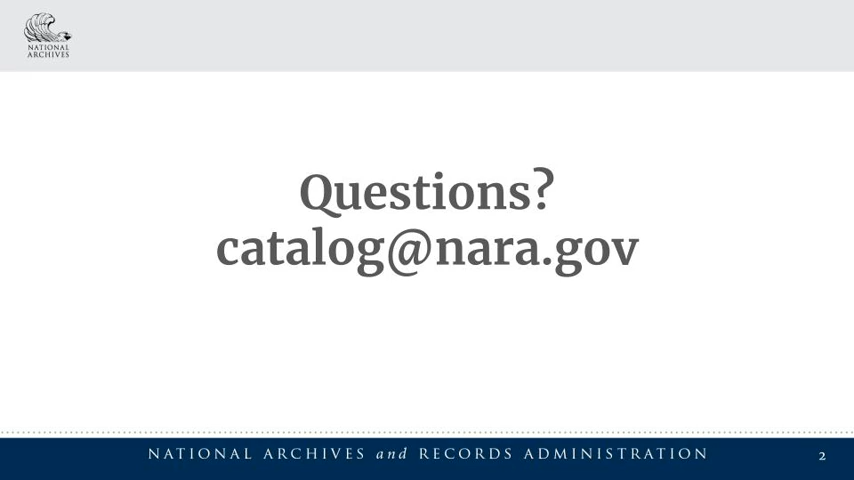 NATIONAL
ARCHIVES
Questions?
catalog@nara.gov
NATIONAL ARCHIVES and RECORDS ADMINISTRATION
2